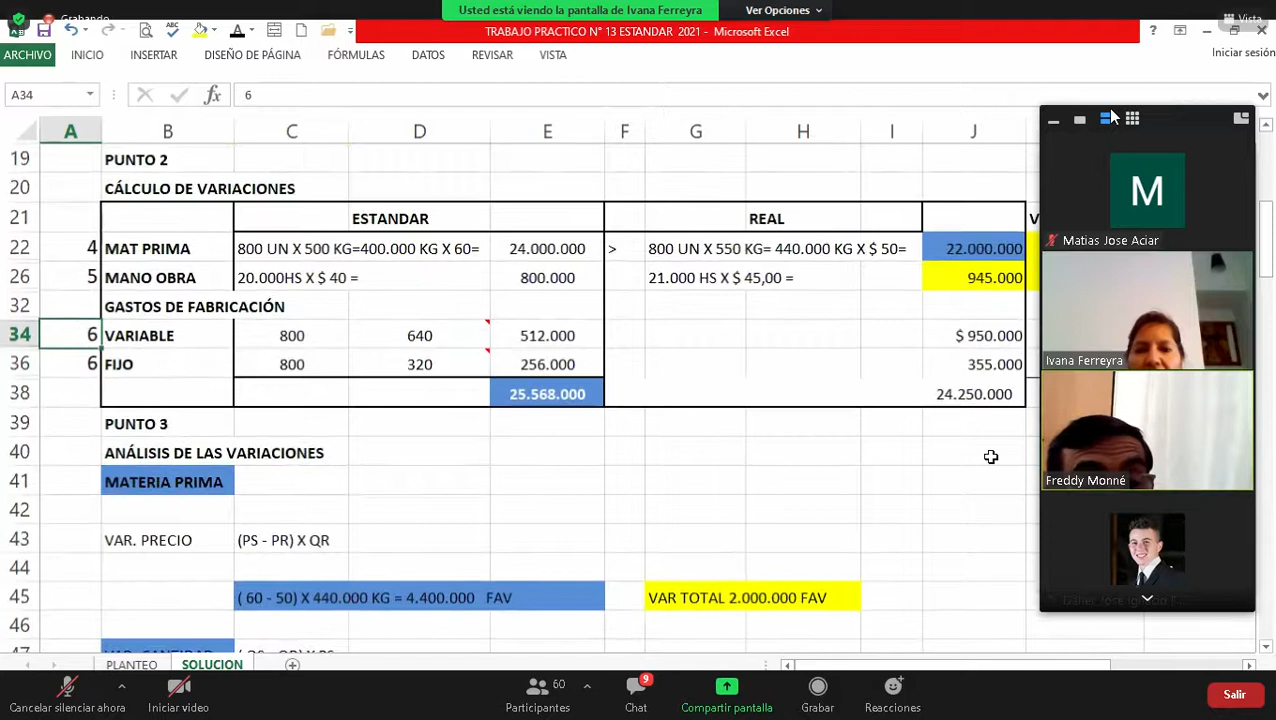 Grabando
Usted está viendo la pantalla de Ivana Ferreyra
Ver Opciones
Vista
TRABAJO PRACTICO N° 13 ESTANDAR 2021 - Microsoft Excel
ARCHIVO INICIO INSERTAR DISEÑO DE PÁGINA FÓRMULAS DATOS REVISAR VISTA
Iniciar sesión
A34 6
A B C D E F G H I J
19 PUNTO 2
20 CÁLCULO DE VARIACIONES
21 ESTANDAR REAL V
22 4 MAT PRIMA 800 UN X 500 KG=400.000 KG X 60= 24.000.000 > 800 UN X 550 KG= 440.000 KG X $ 50= 22.000.000
26 5 MANO OBRA 20.000HS X $ 40 = 800.000 21.000 HS X $ 45,00 = 945.000
32 GASTOS DE FABRICACIÓN
34 6 VARIABLE 800 640 512.000 $ 950.000
36 6 FIJO 800 320 256.000 355.000
38 25.568.000 24.250.000
39 PUNTO 3
40 ANÁLISIS DE LAS VARIACIONES
41 MATERIA PRIMA
42
43 VAR. PRECIO (PS - PR) X QR
44
45 ( 60 - 50) X 440.000 KG = 4.400.000 FAV VAR TOTAL 2.000.000 FAV
46
47
PLANTEO SOLUCION
M
Matias Jose Aciar
Ivana Ferreyra
Freddy Monné
Cancelar silenciar ahora
Iniciar video
60
Participantes
9
Chat
Compartir pantalla
Grabar
Reacciones
Salir